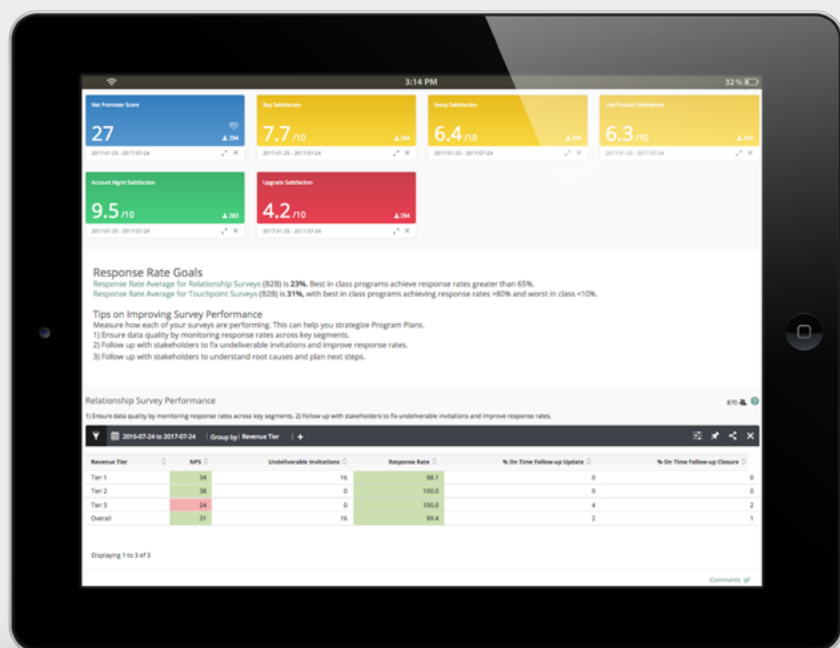 3:14 PM
32 %
Net Promoter Score
27
294
2017-01-25 - 2017-07-24
Buy Satisfaction
7.7 /10
294
2017-01-25 - 2017-07-24
Setup Satisfaction
6.4 /10
294
2017-01-25 - 2017-07-24
Use Product Satisfaction
6.3 /10
294
2017-01-25 - 2017-07-24
Account Mgmt Satisfaction
9.5 /10
283
2017-01-25 - 2017-07-24
Upgrade Satisfaction
4.2 /10
294
2017-01-25 - 2017-07-24
Response Rate Goals
Response Rate Average for Relationship Surveys (B2B) is 23%. Best in class programs achieve response rates greater than 65%.
Response Rate Average for Touchpoint Surveys (B2B) is 31%, with best in class programs achieving response rates >80% and worst in class <10%.
Tips on Improving Survey Performance
Measure how each of your surveys are performing. This can help you strategize Program Plans.
1) Ensure data quality by monitoring response rates across key segments.
2) Follow up with stakeholders to fix undeliverable invitations and improve response rates.
3) Follow up with stakeholders to understand root causes and plan next steps.
Relationship Survey Performance
870
1) Ensure data quality by monitoring response rates across key segments. 2) Follow up with stakeholders to fix undeliverable invitations and improve response rates.
2016-07-24 to 2017-07-24 | Group by | Revenue Tier | +
Revenue Tier NPS Undeliverable Invitations Response Rate % On Time Follow-up Update % On Time Follow-up Closure
Tier 1 34 16 98.1 0 0
Tier 2 38 0 100.0 0 0
Tier 3 24 0 100.0 4 2
Overall 31 16 99.4 2 1
Displaying 1 to 3 of 3
Comments